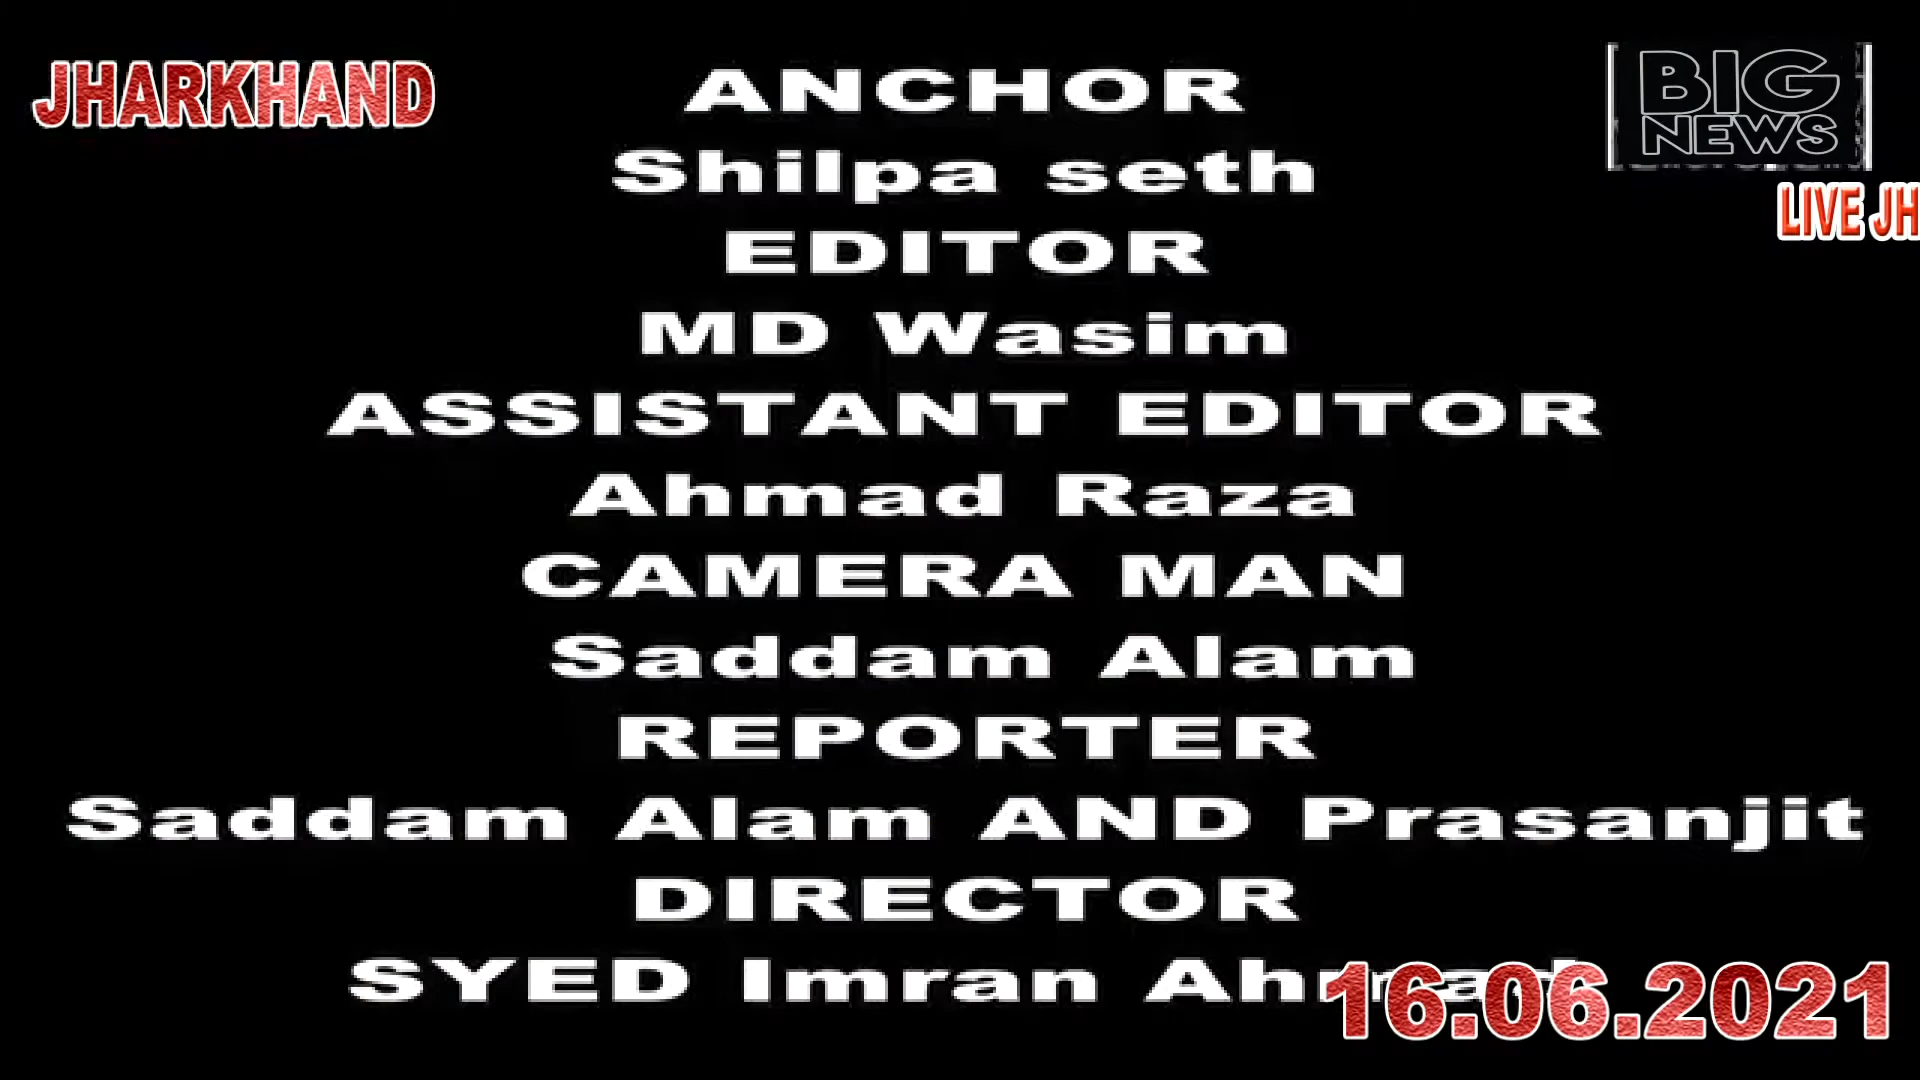 JHARKHAND
BIG
NEWS
LIVE JH
ANCHOR
Shilpa seth
EDITOR
MD Wasim
ASSISTANT EDITOR
Ahmad Raza
CAMERA MAN
Saddam Alam
REPORTER
Saddam Alam AND Prasanjit
DIRECTOR
SYED Imran Ahmad
16.06.2021